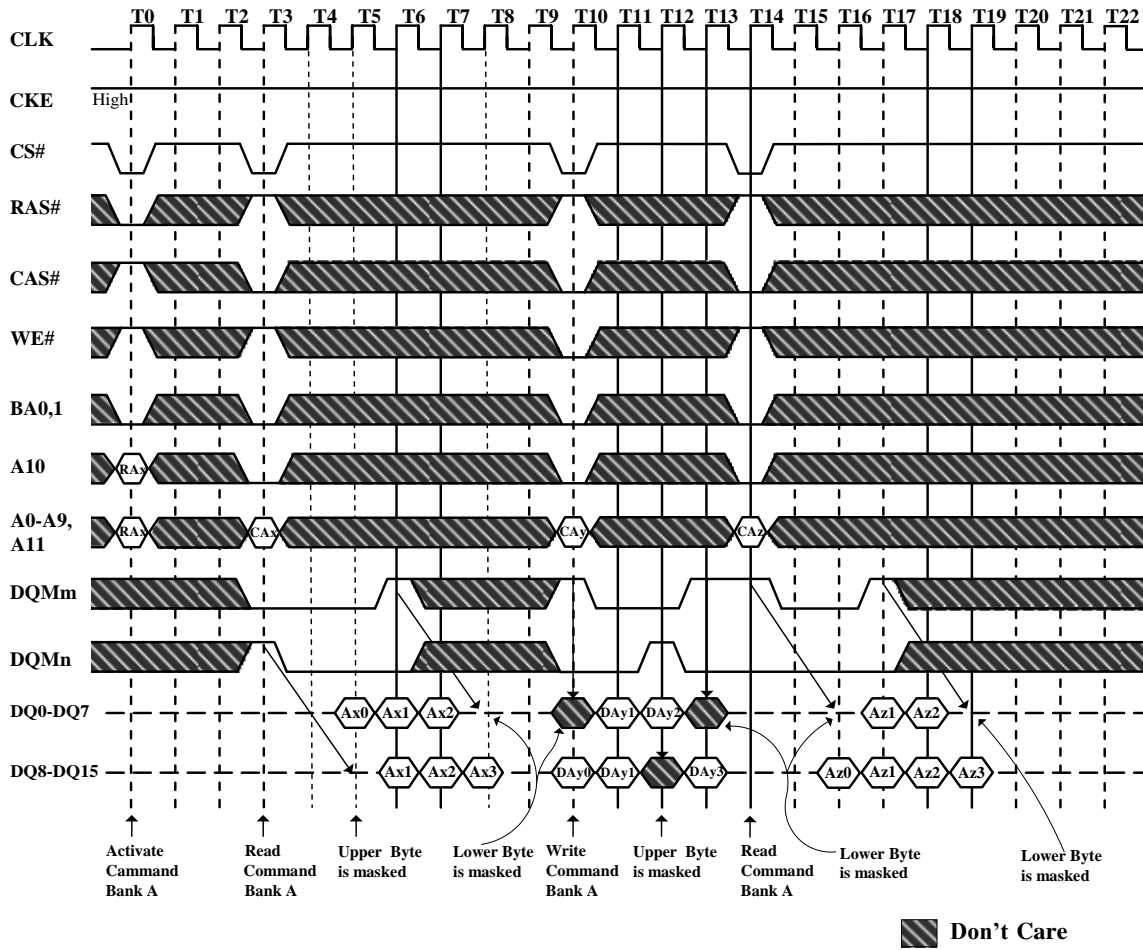 T0 T1 T2 T3 T4 T5 T6 T7 T8 T9 T10 T11 T12 T13 T14 T15 T16 T17 T18 T19 T20 T21 T22
CLK
CKE
High
CS#
RAS#
CAS#
WE#
BA0,1
A10
RAx
A0-A9,
A11
RAx CAx CAy CAz
DQMm
DQMn
DQ0-DQ7
Ax0 Ax1 Ax2 DAy1 DAy2 Az1 Az2
DQ8-DQ15
Ax1 Ax2 Ax3 DAy0 DAy1 DAy3 Az0 Az1 Az2 Az3
Activate
Cammand
Bank A
Read
Command
Bank A
Upper Byte
is masked
Lower Byte
is masked
Write
Command
Bank A
Upper Byte
is masked
Read
Command
Bank A
Lower Byte
is masked
Lower Byte
is masked
Don't Care